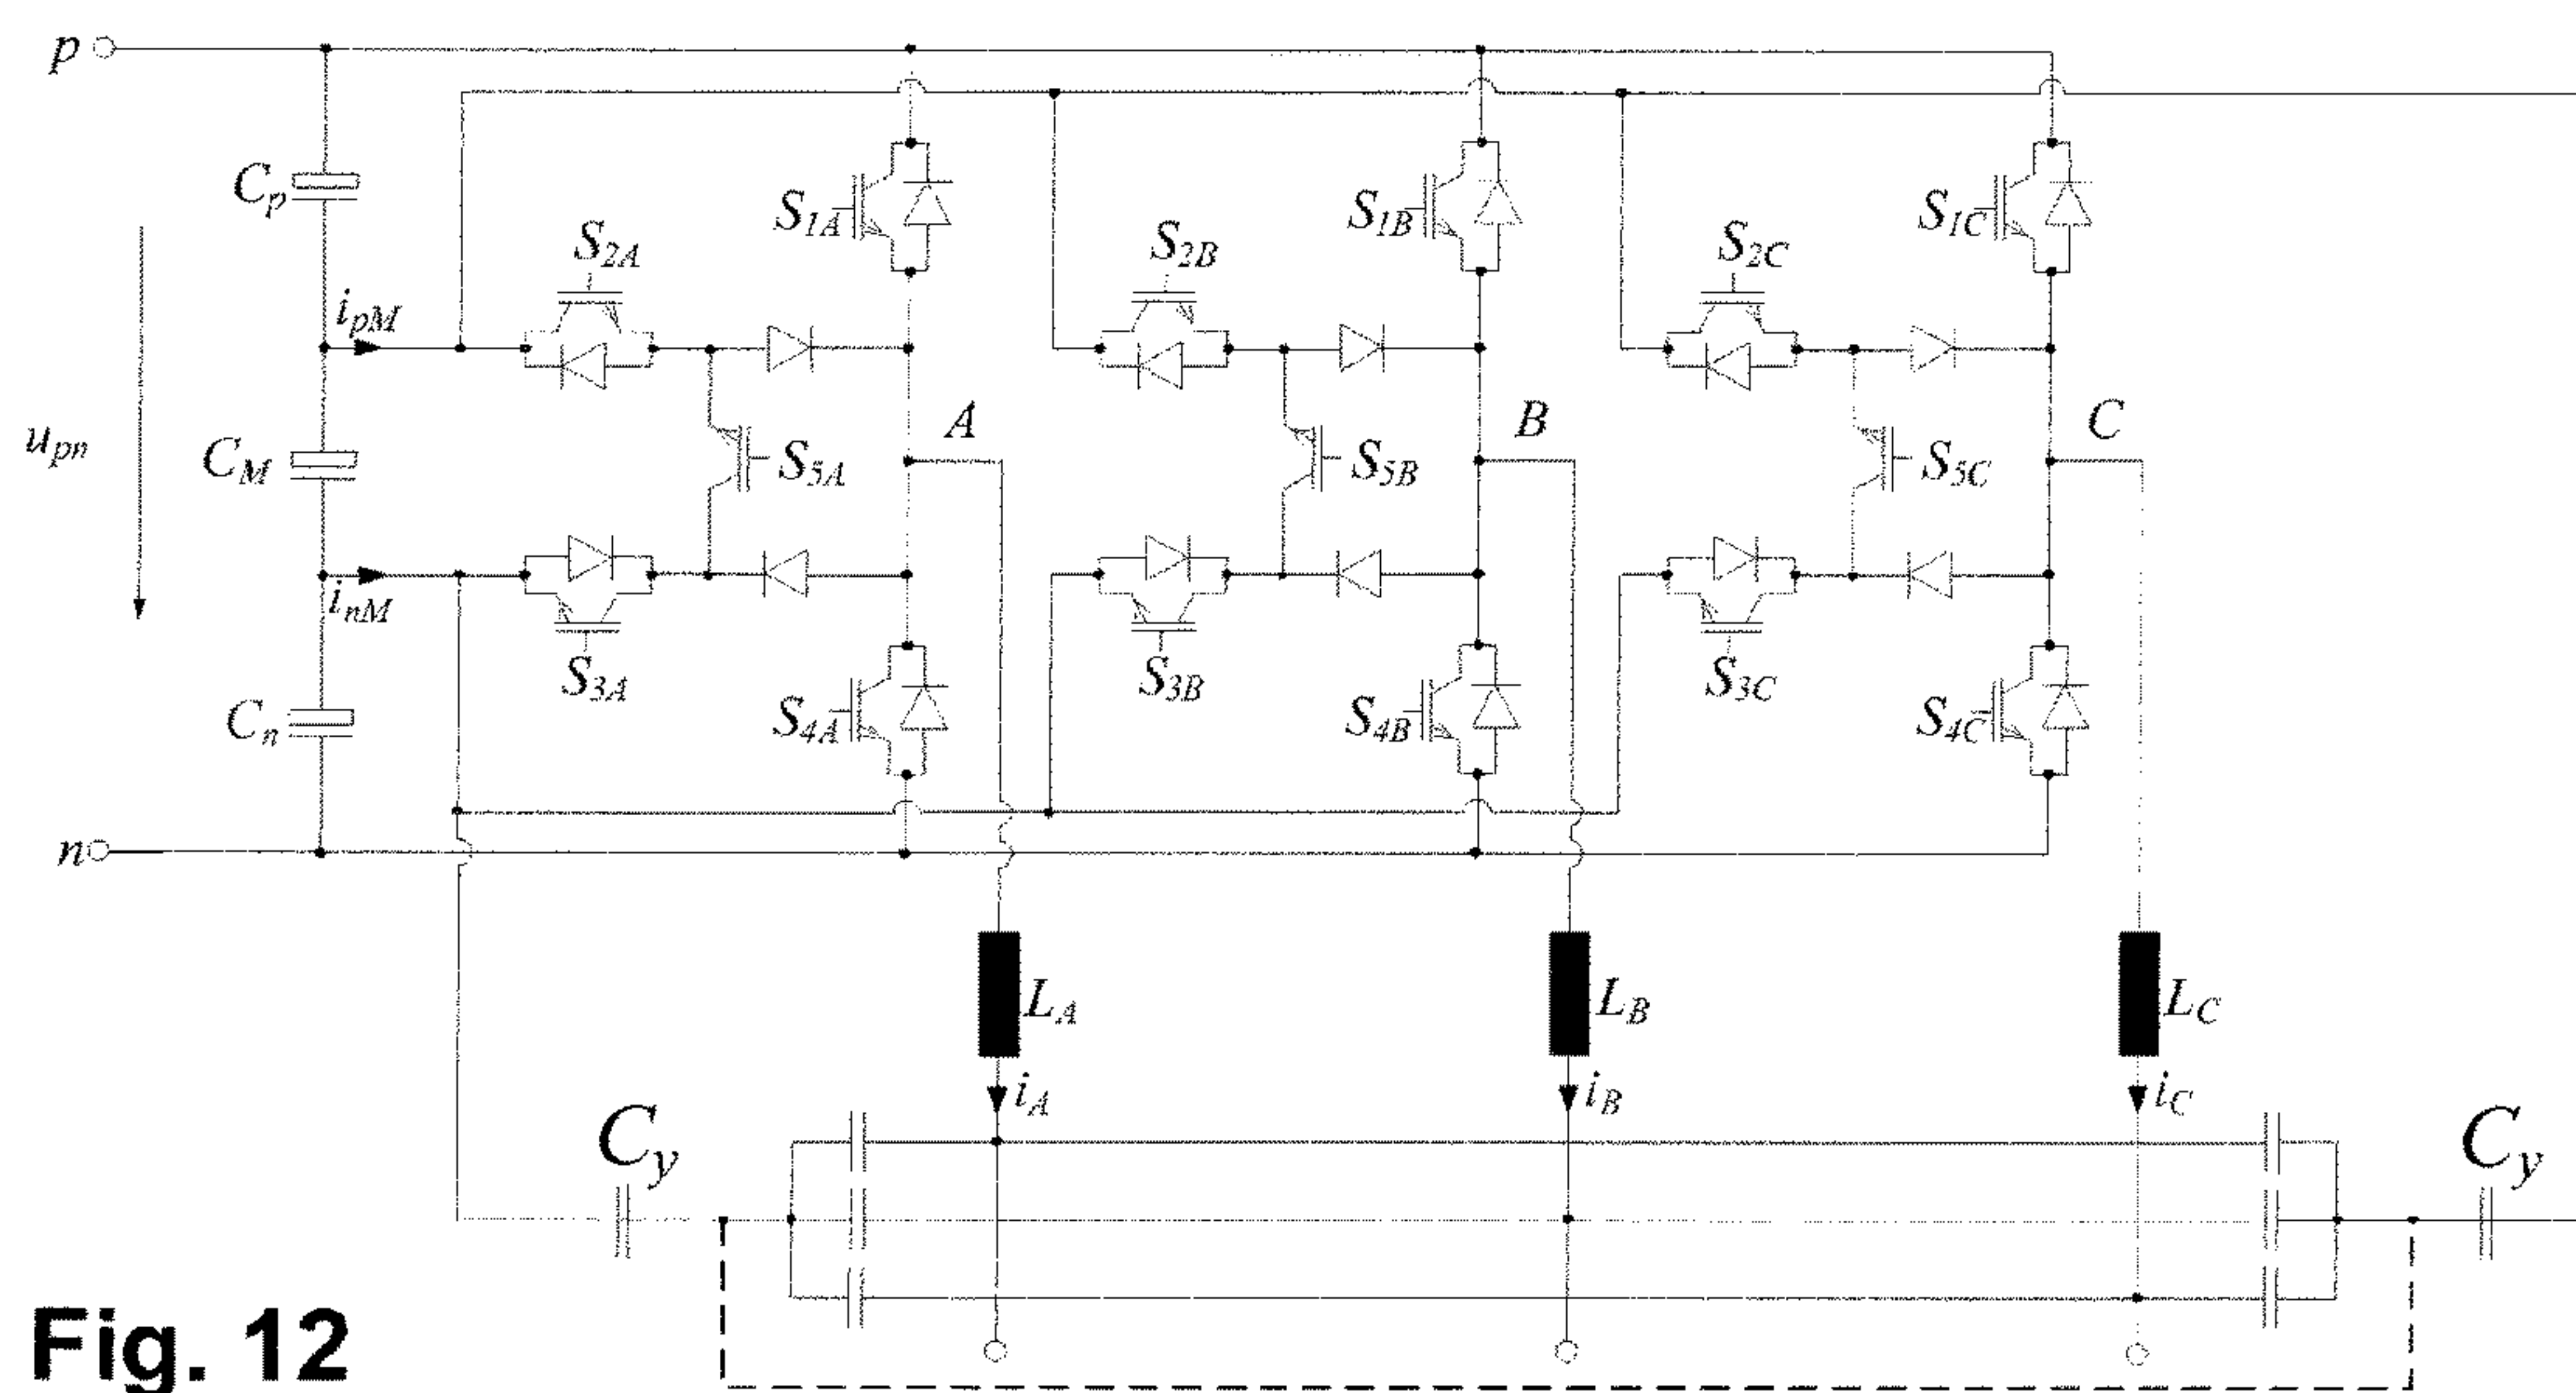 p
C_p
S_1A
S_1B
S_1C
S_2A
S_2B
S_2C
i_pM
u_pn
C_M
A
B
C
S_5A
S_5B
S_5C
i_nM
S_3A
S_3B
S_3C
C_n
S_4A
S_4B
S_4C
n
L_A
L_B
L_C
i_A
i_B
i_C
C_y
C_y
Fig. 12